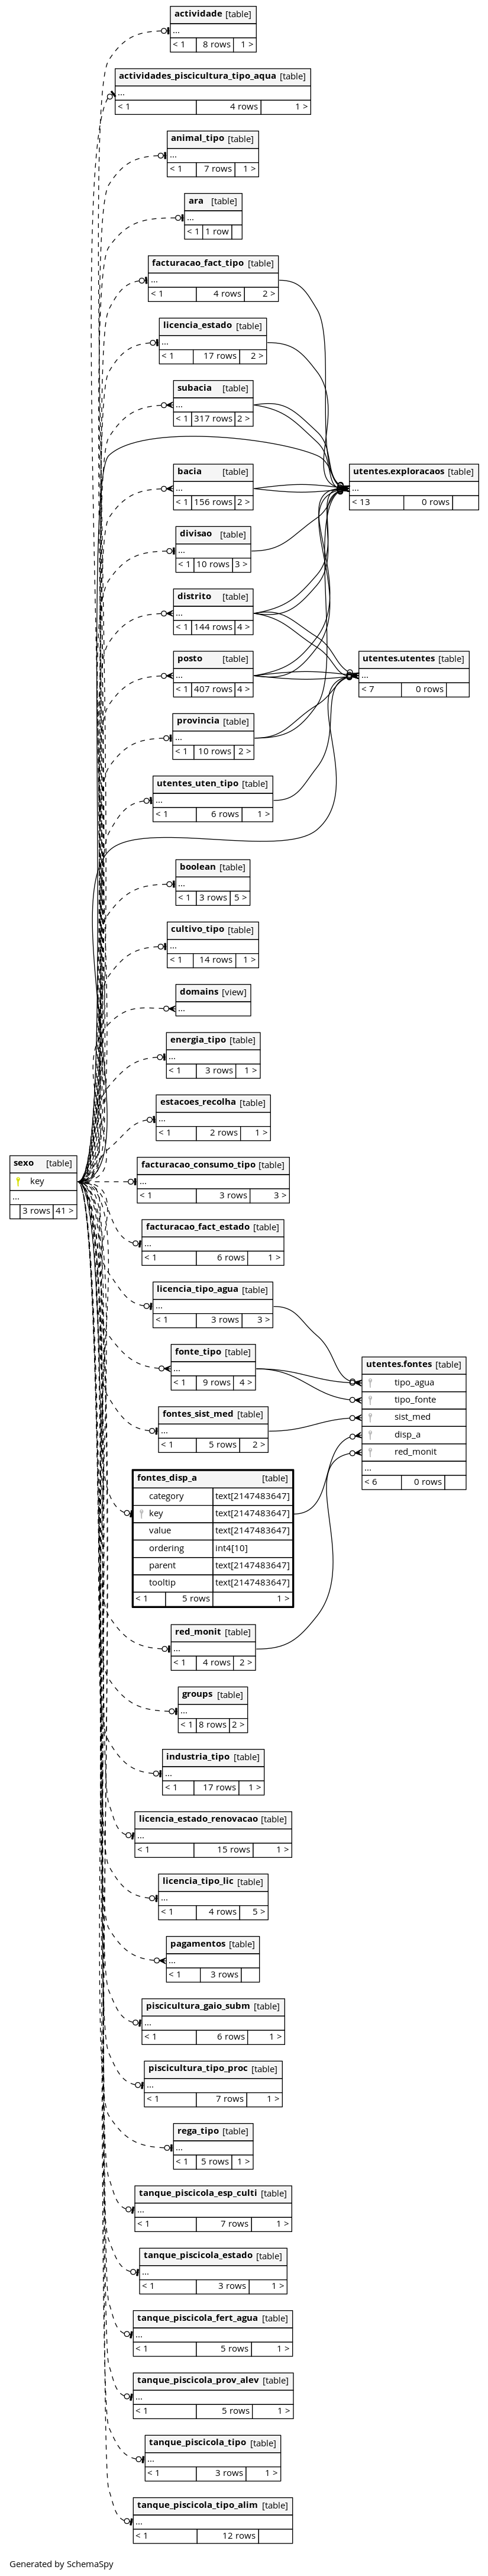 actividade [table]
...
< 1 8 rows 1 >
actividades_piscicultura_tipo_aqua [table]
...
< 1 4 rows 1 >
animal_tipo [table]
...
< 1 7 rows 1 >
ara [table]
...
< 1 1 row
facturacao_fact_tipo [table]
...
< 1 4 rows 2 >
licencia_estado [table]
...
< 1 17 rows 2 >
subacia [table]
...
< 1 317 rows 2 >
bacia [table]
...
< 1 156 rows 2 >
utentes.exploracaos [table]
...
< 13 0 rows
divisao [table]
...
< 1 10 rows 3 >
distrito [table]
...
< 1 144 rows 4 >
posto [table]
...
< 1 407 rows 4 >
utentes.utentes [table]
...
< 7 0 rows
provincia [table]
...
< 1 10 rows 2 >
utentes_uten_tipo [table]
...
< 1 6 rows 1 >
boolean [table]
...
< 1 3 rows 5 >
cultivo_tipo [table]
...
< 1 14 rows 1 >
domains [view]
...
energia_tipo [table]
...
< 1 3 rows 1 >
estacoes_recolha [table]
...
< 1 2 rows 1 >
sexo [table]
key
...
3 rows 41 >
facturacao_consumo_tipo [table]
...
< 1 3 rows 3 >
facturacao_fact_estado [table]
...
< 1 6 rows 1 >
licencia_tipo_agua [table]
...
< 1 3 rows 3 >
fonte_tipo [table]
...
< 1 9 rows 4 >
utentes.fontes [table]
tipo_agua
tipo_fonte
sist_med
disp_a
red_monit
...
< 6 0 rows
fontes_sist_med [table]
...
< 1 5 rows 2 >
fontes_disp_a [table]
category text[2147483647]
key text[2147483647]
value text[2147483647]
ordering int4[10]
parent text[2147483647]
tooltip text[2147483647]
< 1 5 rows 1 >
red_monit [table]
...
< 1 4 rows 2 >
groups [table]
...
< 1 8 rows 2 >
industria_tipo [table]
...
< 1 17 rows 1 >
licencia_estado_renovacao [table]
...
< 1 15 rows 1 >
licencia_tipo_lic [table]
...
< 1 4 rows 5 >
pagamentos [table]
...
< 1 3 rows
piscicultura_gaio_subm [table]
...
< 1 6 rows 1 >
piscicultura_tipo_proc [table]
...
< 1 7 rows 1 >
rega_tipo [table]
...
< 1 5 rows 1 >
tanque_piscicola_esp_culti [table]
...
< 1 7 rows 1 >
tanque_piscicola_estado [table]
...
< 1 3 rows 1 >
tanque_piscicola_fert_agua [table]
...
< 1 5 rows 1 >
tanque_piscicola_prov_alev [table]
...
< 1 5 rows 1 >
tanque_piscicola_tipo [table]
...
< 1 3 rows 1 >
tanque_piscicola_tipo_alim [table]
...
< 1 12 rows
Generated by SchemaSpy